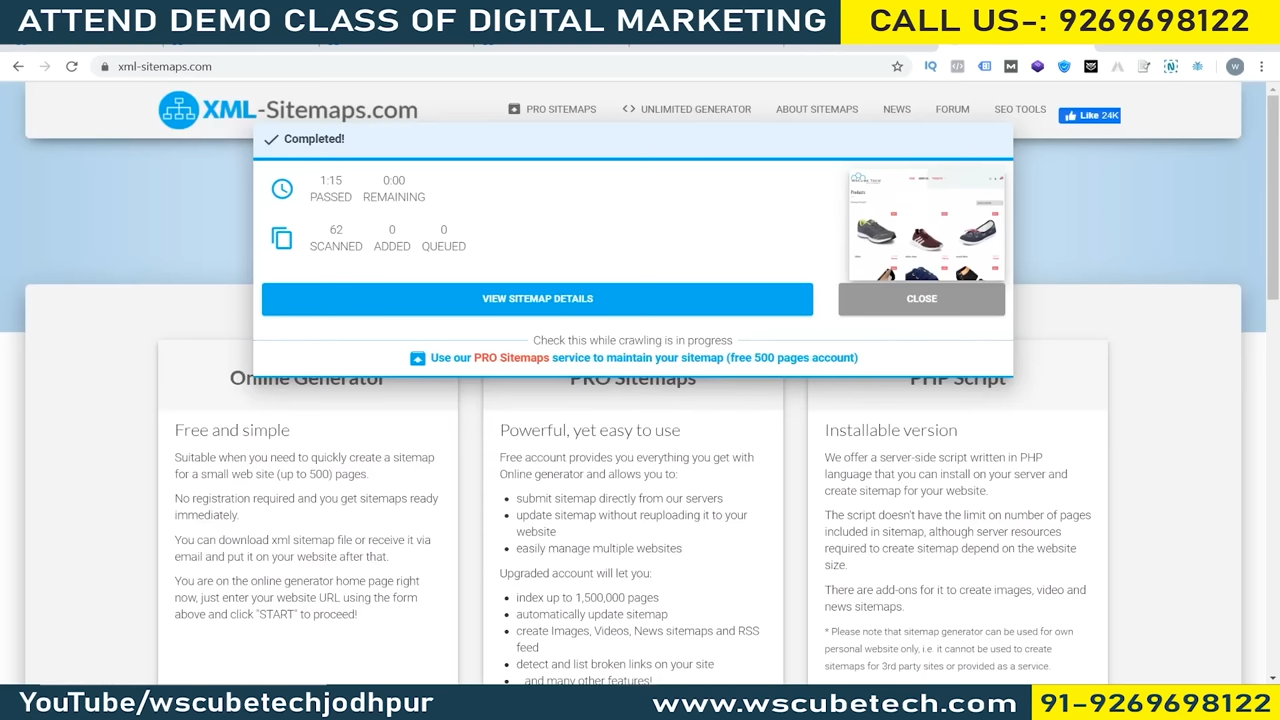 ATTEND DEMO CLASS OF DIGITAL MARKETING
CALL US-: 9269698122
xml-sitemaps.com
IQ
W
XML-Sitemaps.com
PRO SITEMAPS
UNLIMITED GENERATOR
ABOUT SITEMAPS
NEWS
FORUM
SEO TOOLS
Like 24K
Completed!
1:15 0:00
PASSED REMAINING
62 0 0
SCANNED ADDED QUEUED
Products
VIEW SITEMAP DETAILS
CLOSE
Check this while crawling is in progress
Use our PRO Sitemaps service to maintain your sitemap (free 500 pages account)
Online Generator
Free and simple
Suitable when you need to quickly create a sitemap
for a small web site (up to 500) pages.
No registration required and you get sitemaps ready
immediately.
You can download xml sitemap file or receive it via
email and put it on your website after that.
You are on the online generator home page right
now, just enter your website URL using the form
above and click "START" to proceed!
PRO Sitemaps
Powerful, yet easy to use
Free account provides you everything you get with
Online generator and allows you to:
• submit sitemap directly from our servers
• update sitemap without reuploading it to your
website
• easily manage multiple websites
Upgraded account will let you:
• index up to 1,500,000 pages
• automatically update sitemap
• create Images, Videos, News sitemaps and RSS
feed
• detect and list broken links on your site
... and many other features!
PHP Script
Installable version
We offer a server-side script written in PHP
language that you can install on your server and
create sitemap for your website.
The script doesn't have the limit on number of pages
included in sitemap, although server resources
required to create sitemap depend on the website
size.
There are add-ons for it to create images, video and
news sitemaps.
* Please note that sitemap generator can be used for own
personal website only, i.e. it cannot be used to create
sitemaps for 3rd party sites or provided as a service.
YouTube/wscubetechjodhpur
www.wscubetech.com
91-9269698122